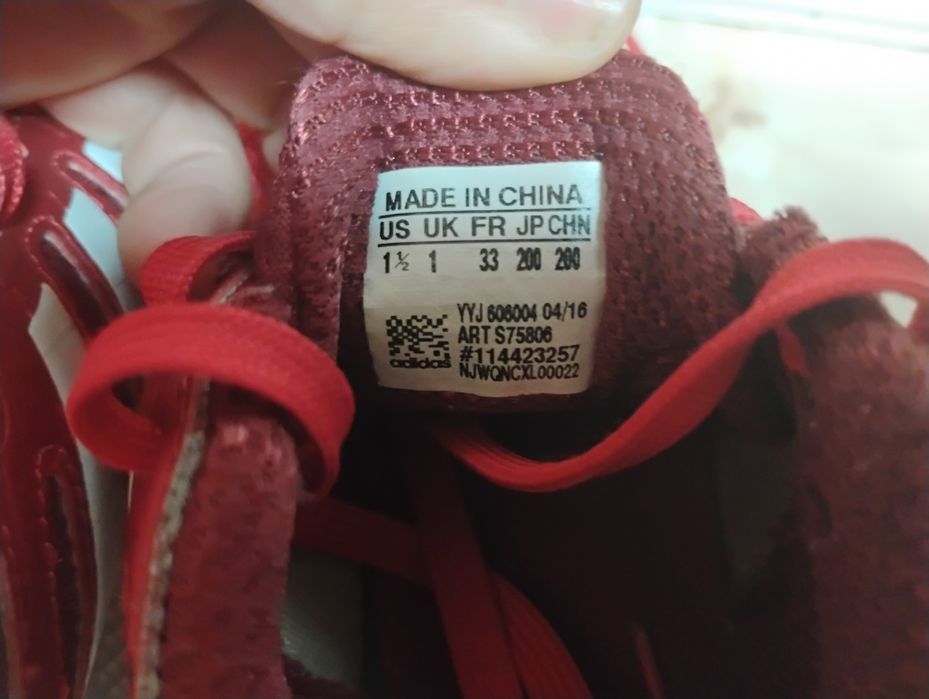 MADE IN CHINA
US UK FR JP CHN
1½ 1 33 200 200
YYJ 606004 04/16
ART S75806
#114423257
adidas NJWQNCXL00022